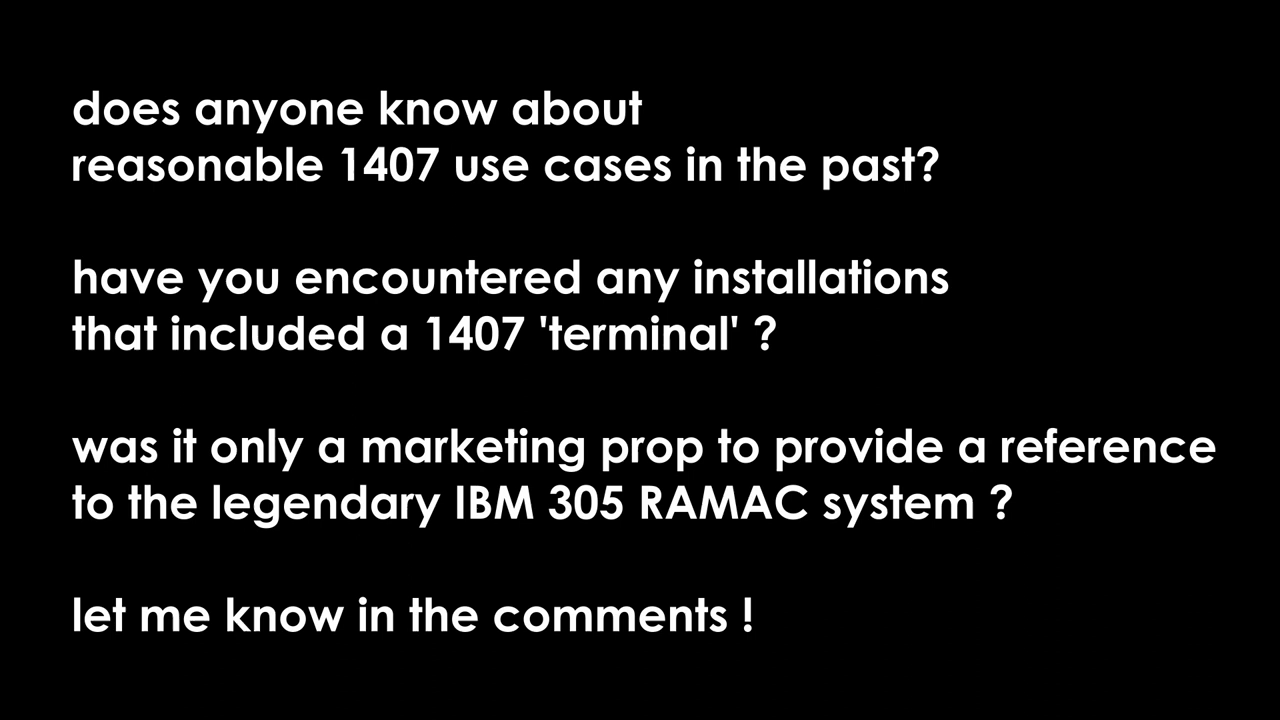 does anyone know about
reasonable 1407 use cases in the past?
have you encountered any installations
that included a 1407 'terminal' ?
was it only a marketing prop to provide a reference
to the legendary IBM 305 RAMAC system ?
let me know in the comments !